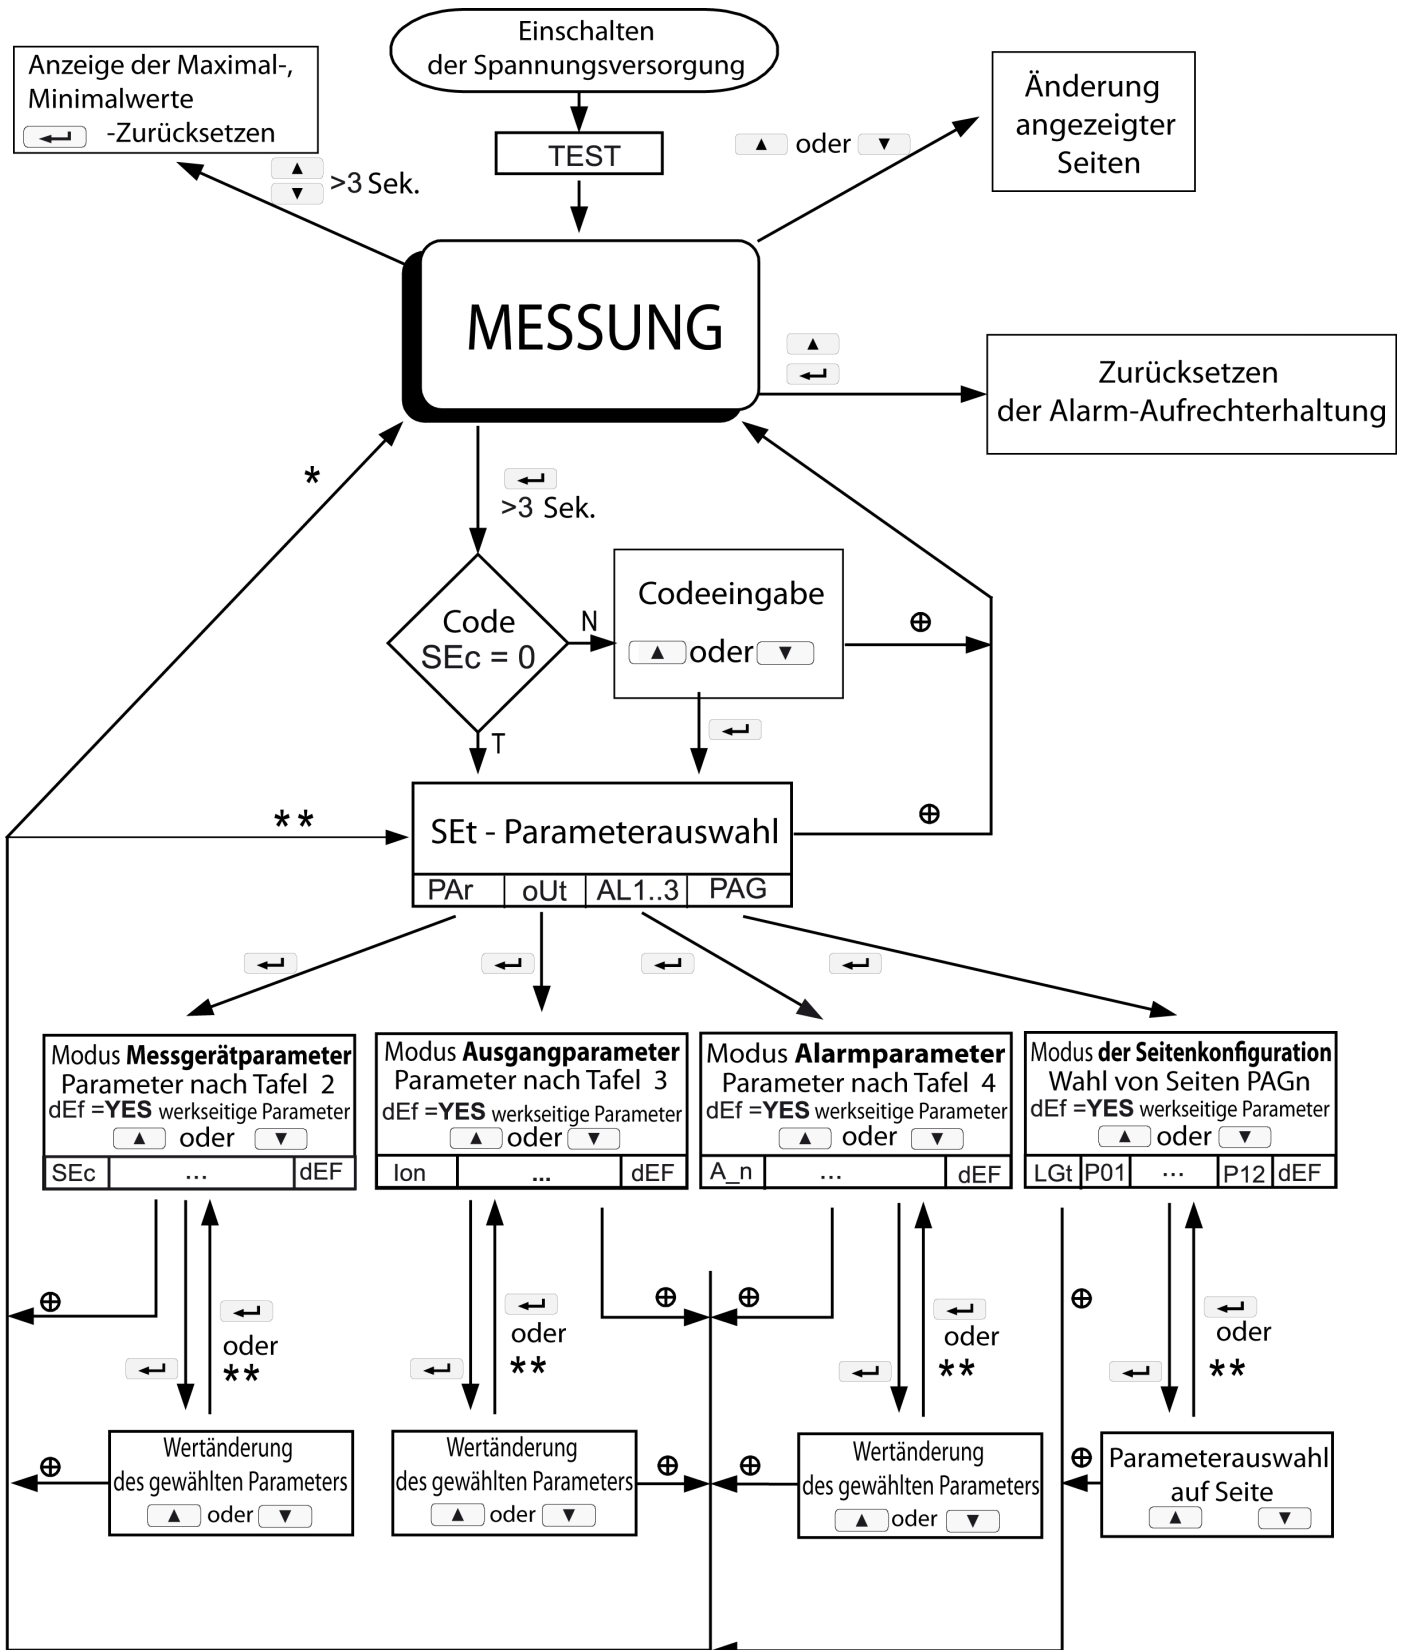 Einschalten
der Spannungsversorgung
Anzeige der Maximal-,
Minimalwerte
-Zurücksetzen
>3 Sek.
TEST
oder
Änderung
angezeigter
Seiten
MESSUNG
Zurücksetzen
der Alarm-Aufrechterhaltung
*
>3 Sek.
Code
SEc = 0
N
T
Codeeingabe
oder
⊕
**
SEt - Parameterauswahl
⊕
PAr oUt AL1..3 PAG
Modus Messgerätparameter
Parameter nach Tafel 2
dEf =YES werkseitige Parameter
oder
SEc ... dEF
Modus Ausgangparameter
Parameter nach Tafel 3
dEf =YES werkseitige Parameter
oder
Ion ... dEF
Modus Alarmparameter
Parameter nach Tafel 4
dEf =YES werkseitige Parameter
oder
A_n ... dEF
Modus der Seitenkonfiguration
Wahl von Seiten PAGn
dEf =YES werkseitige Parameter
oder
LGt P01 ... P12 dEF
⊕
oder
**
oder
**
⊕
⊕
oder
**
⊕
oder
**
⊕
Wertänderung
des gewählten Parameters
oder
Wertänderung
des gewählten Parameters
oder
⊕
⊕
Wertänderung
des gewählten Parameters
oder
⊕
Parameterauswahl
auf Seite